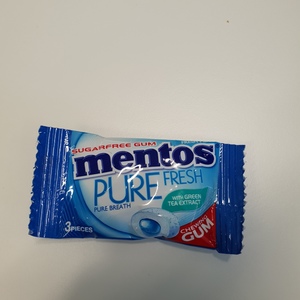 SUGARFREE GUM
mentos
PURE FRESH
PURE BREATH
with GREEN
TEA EXTRACT
3 PIECES
CHEWING
GUM